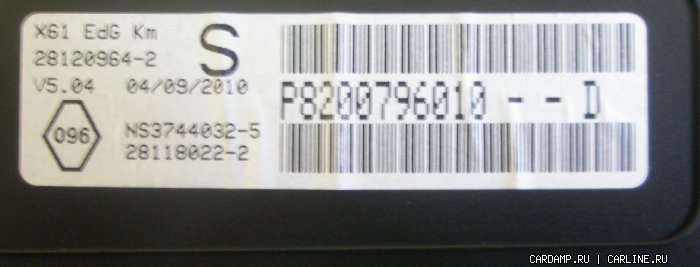 X61 EdG Km
28120964-2
S
V5.04 04/09/2010
P8200796010 - - D
096
NS3744032-5
28118022-2
CARDAMP.RU | CARLINE.RU